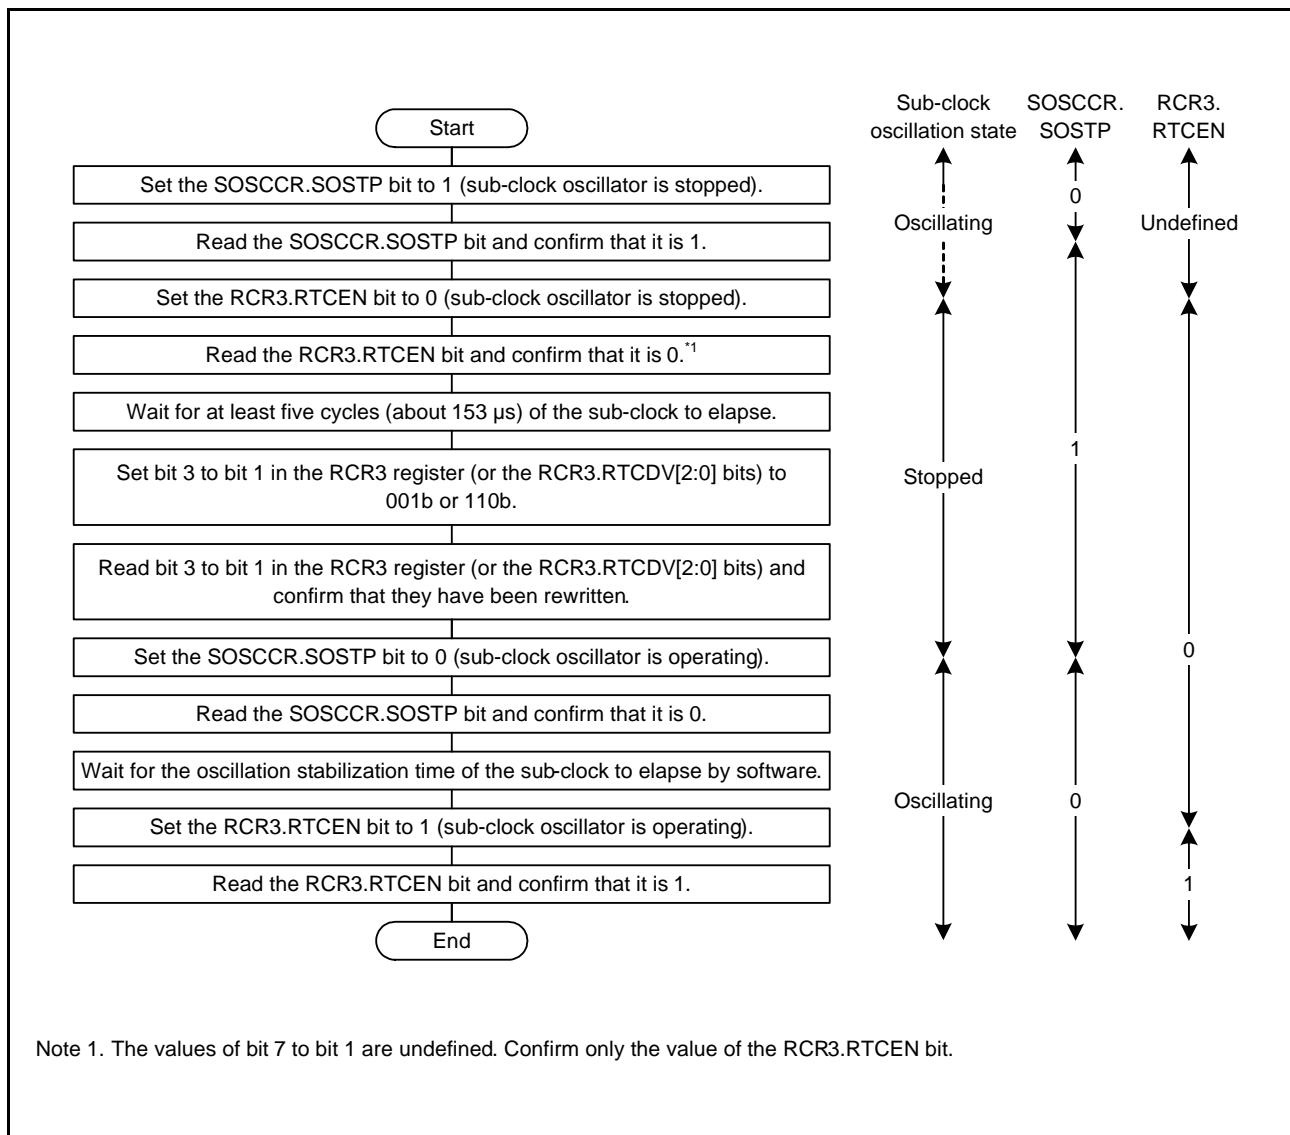 Sub-clock
oscillation state
SOSCCR.
SOSTP
RCR3.
RTCEN
Start
Set the SOSCCR.SOSTP bit to 1 (sub-clock oscillator is stopped).
0
Oscillating
Undefined
Read the SOSCCR.SOSTP bit and confirm that it is 1.
Set the RCR3.RTCEN bit to 0 (sub-clock oscillator is stopped).
Read the RCR3.RTCEN bit and confirm that it is 0.*1
Wait for at least five cycles (about 153 µs) of the sub-clock to elapse.
1
Set bit 3 to bit 1 in the RCR3 register (or the RCR3.RTCDV[2:0] bits) to
001b or 110b.
Stopped
Read bit 3 to bit 1 in the RCR3 register (or the RCR3.RTCDV[2:0] bits) and
confirm that they have been rewritten.
Set the SOSCCR.SOSTP bit to 0 (sub-clock oscillator is operating).
0
Read the SOSCCR.SOSTP bit and confirm that it is 0.
Wait for the oscillation stabilization time of the sub-clock to elapse by software.
Oscillating
0
Set the RCR3.RTCEN bit to 1 (sub-clock oscillator is operating).
Read the RCR3.RTCEN bit and confirm that it is 1.
1
End
Note 1. The values of bit 7 to bit 1 are undefined. Confirm only the value of the RCR3.RTCEN bit.